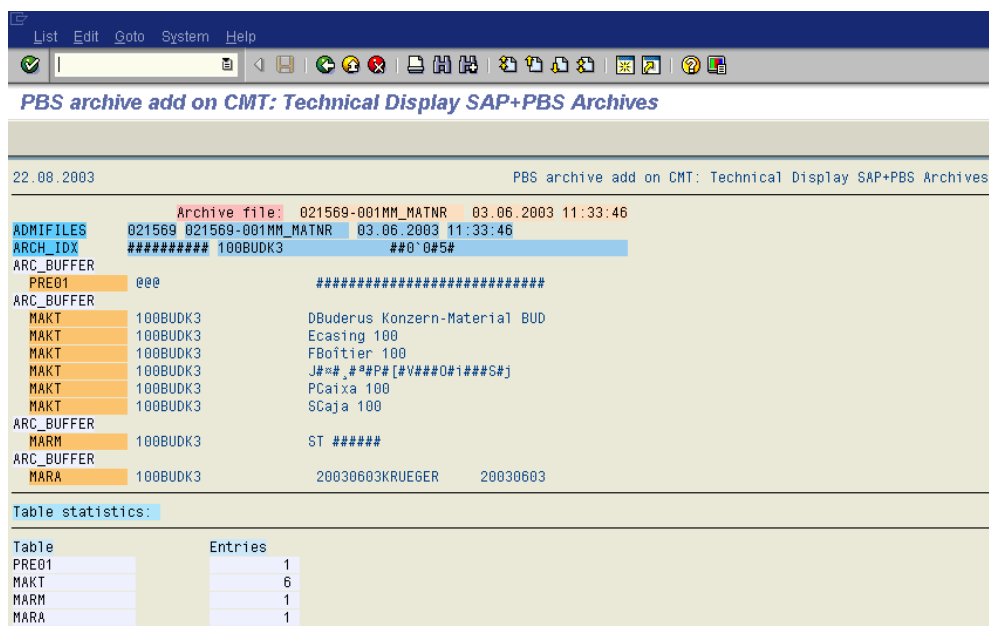 List Edit Goto System Help
PBS archive add on CMT: Technical Display SAP+PBS Archives
22.08.2003 PBS archive add on CMT: Technical Display SAP+PBS Archives
Archive file: 021569-001MM_MATNR 03.06.2003 11:33:46
ADMIFILES 021569 021569-001MM_MATNR 03.06.2003 11:33:46
ARCH_IDX ########## 100BUDK3 ##0`0#5#
ARC_BUFFER
PRE01 @@@ ############################
ARC_BUFFER
MAKT 100BUDK3 DBuderus Konzern-Material BUD
MAKT 100BUDK3 Ecasing 100
MAKT 100BUDK3 FBoîtier 100
MAKT 100BUDK3 J#¤#¸#ª#P#[#V###O#i###S#j
MAKT 100BUDK3 PCaixa 100
MAKT 100BUDK3 SCaja 100
ARC_BUFFER
MARM 100BUDK3 ST ######
ARC_BUFFER
MARA 100BUDK3 20030603KRUEGER 20030603
Table statistics:
Table Entries
PRE01 1
MAKT 6
MARM 1
MARA 1